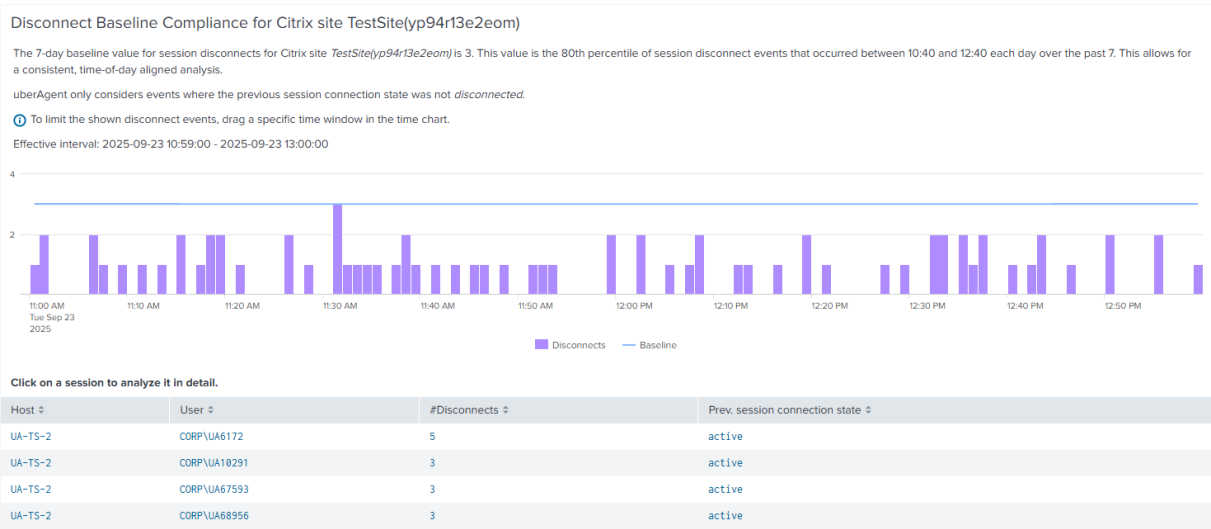 Disconnect Baseline Compliance for Citrix site TestSite(yp94r13e2eom)
The 7-day baseline value for session disconnects for Citrix site TestSite(yp94r13e2eom) is 3. This value is the 80th percentile of session disconnect events that occurred between 10:40 and 12:40 each day over the past 7. This allows for
a consistent, time-of-day aligned analysis.
uberAgent only considers events where the previous session connection state was not disconnected.
To limit the shown disconnect events, drag a specific time window in the time chart.
Effective interval: 2025-09-23 10:59:00 - 2025-09-23 13:00:00
4
2
11:00 AM 11:10 AM 11:20 AM 11:30 AM 11:40 AM 11:50 AM 12:00 PM 12:10 PM 12:20 PM 12:30 PM 12:40 PM 12:50 PM
Tue Sep 23
2025
Disconnects Baseline
Click on a session to analyze it in detail.
Host User #Disconnects Prev. session connection state
UA-TS-2 CORP\UA6172 5 active
UA-TS-2 CORP\UA10291 3 active
UA-TS-2 CORP\UA67593 3 active
UA-TS-2 CORP\UA68956 3 active